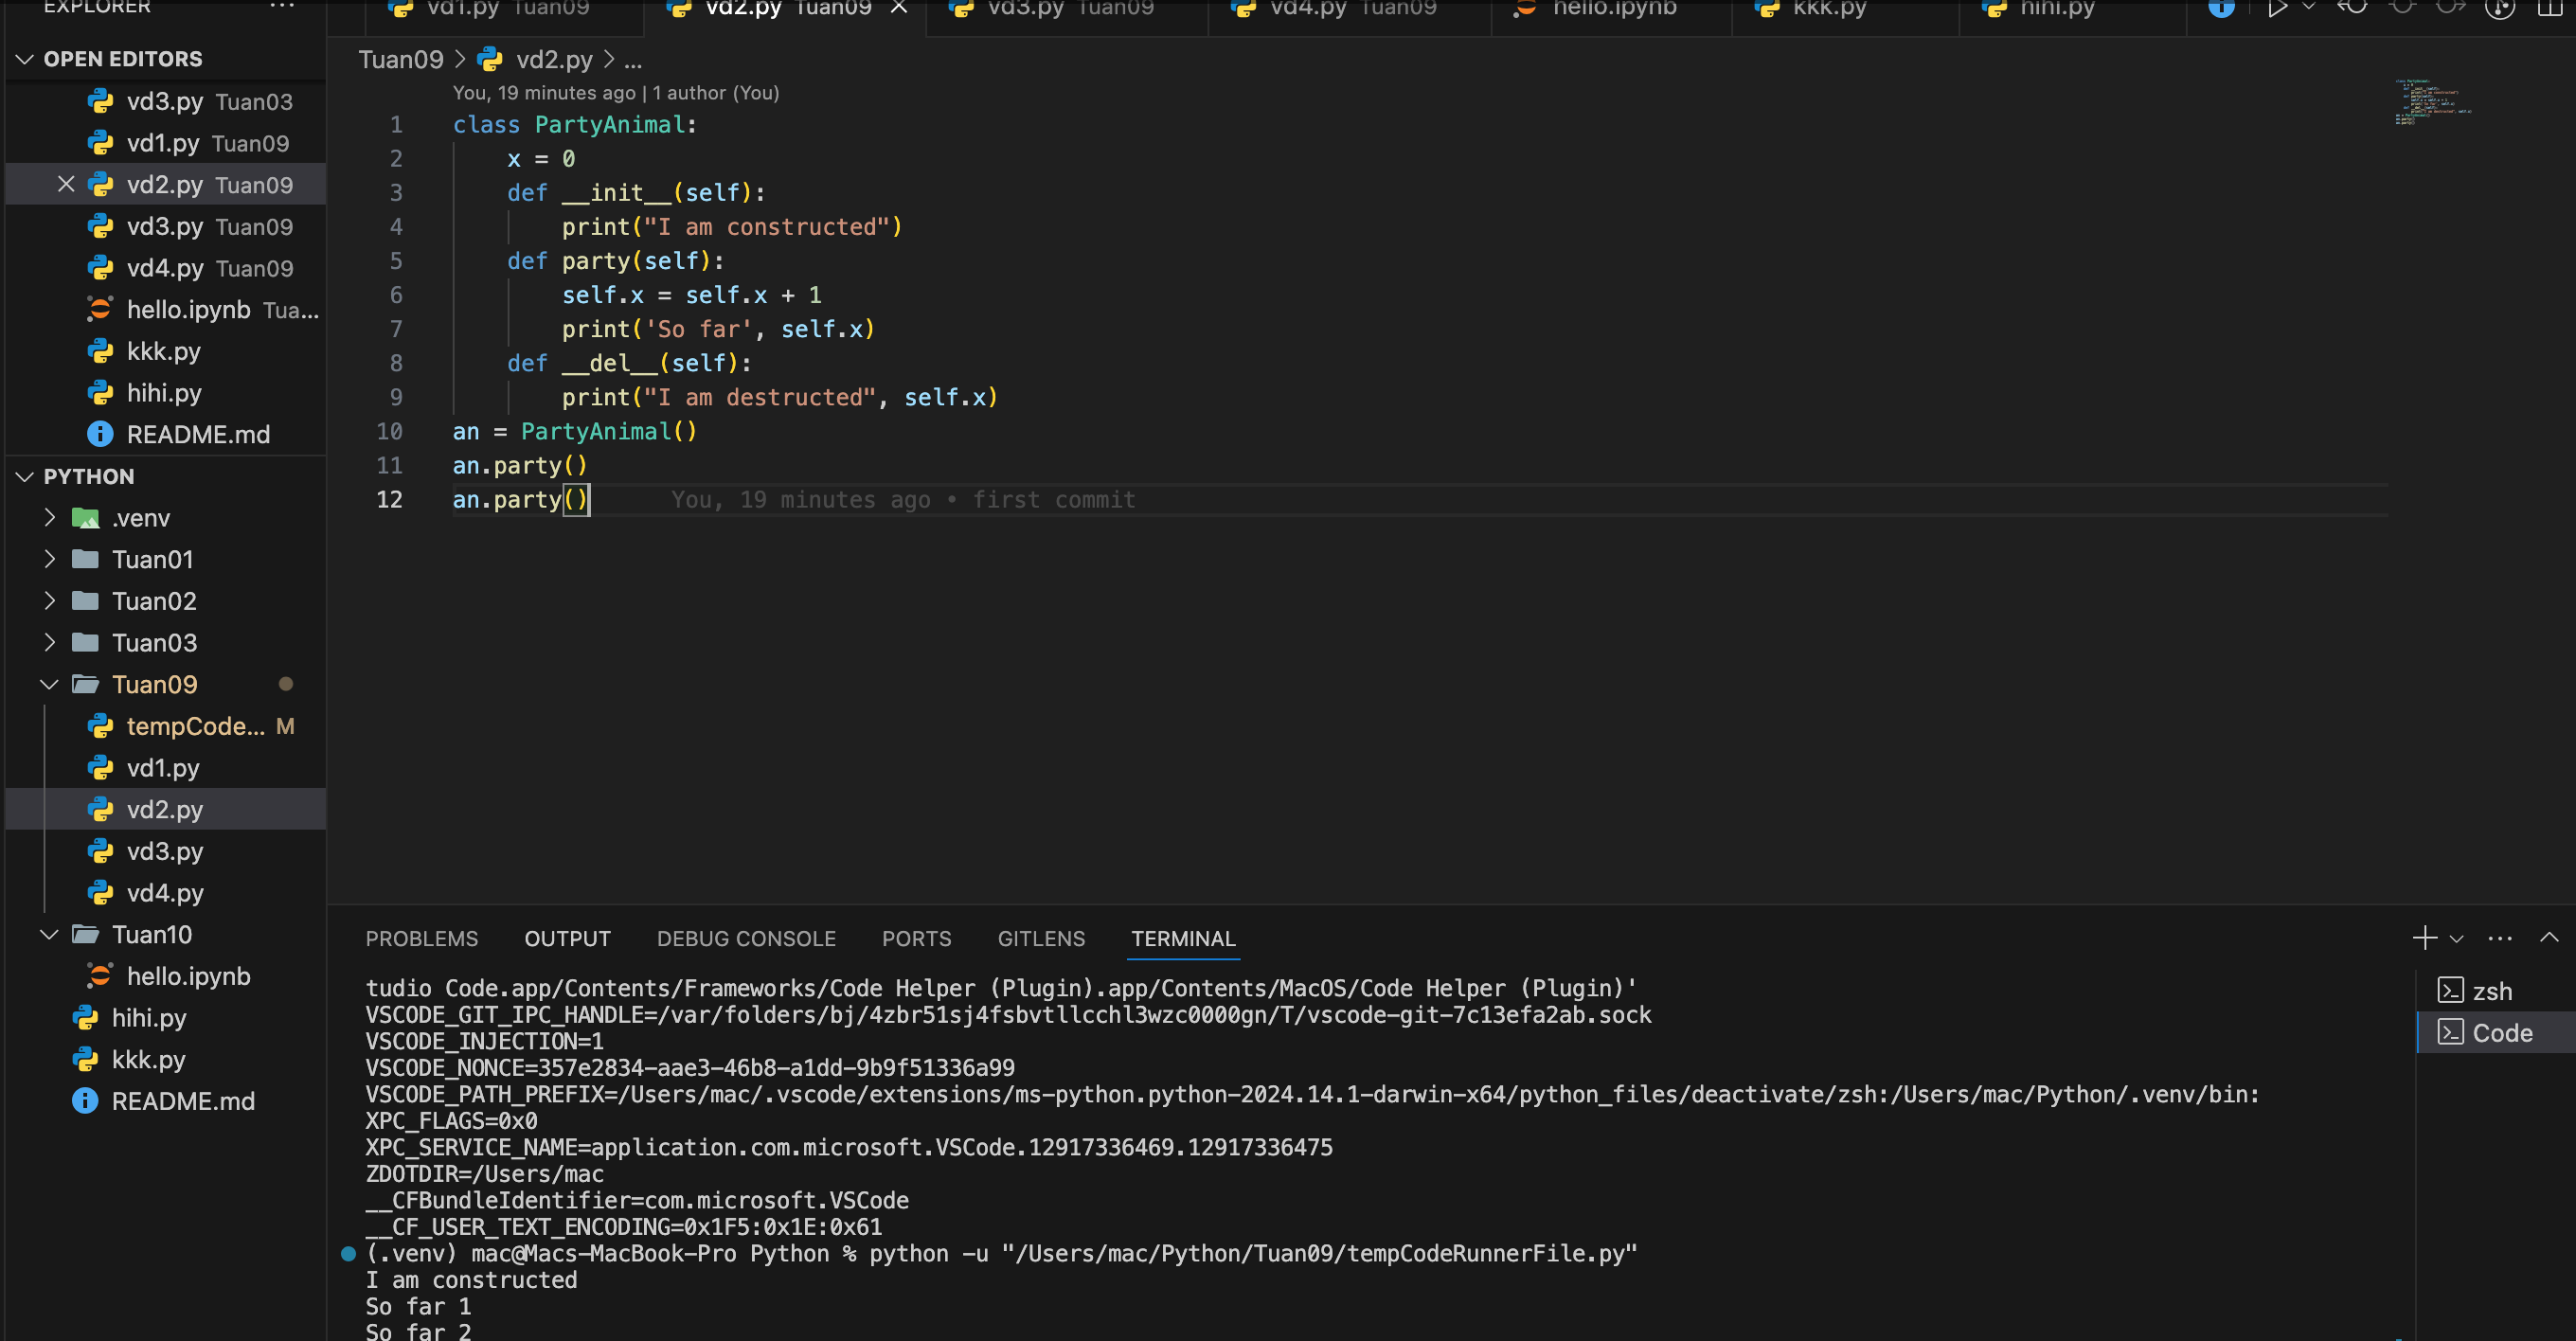 EXPLORER
OPEN EDITORS
vd3.py Tuan03
vd1.py Tuan09
vd2.py Tuan09
vd3.py Tuan09
vd4.py Tuan09
hello.ipynb Tua...
kkk.py
hihi.py
README.md
PYTHON
.venv
Tuan01
Tuan02
Tuan03
Tuan09
tempCode... M
vd1.py
vd2.py
vd3.py
vd4.py
Tuan10
hello.ipynb
hihi.py
kkk.py
README.md
vd1.py Tuan09 vd2.py Tuan09 vd3.py Tuan09 vd4.py Tuan09 hello.ipynb kkk.py hihi.py
Tuan09 > vd2.py > ...
You, 19 minutes ago | 1 author (You)
1 class PartyAnimal:
2 x = 0
3 def __init__(self):
4 print("I am constructed")
5 def party(self):
6 self.x = self.x + 1
7 print('So far', self.x)
8 def __del__(self):
9 print("I am destructed", self.x)
10 an = PartyAnimal()
11 an.party()
12 an.party() You, 19 minutes ago • first commit
PROBLEMS OUTPUT DEBUG CONSOLE PORTS GITLENS TERMINAL
tudio Code.app/Contents/Frameworks/Code Helper (Plugin).app/Contents/MacOS/Code Helper (Plugin)'
VSCODE_GIT_IPC_HANDLE=/var/folders/bj/4zbr51sj4fsbvtllcchl3wzc0000gn/T/vscode-git-7c13efa2ab.sock
VSCODE_INJECTION=1
VSCODE_NONCE=357e2834-aae3-46b8-a1dd-9b9f51336a99
VSCODE_PATH_PREFIX=/Users/mac/.vscode/extensions/ms-python.python-2024.14.1-darwin-x64/python_files/deactivate/zsh:/Users/mac/Python/.venv/bin:
XPC_FLAGS=0x0
XPC_SERVICE_NAME=application.com.microsoft.VSCode.12917336469.12917336475
ZDOTDIR=/Users/mac
__CFBundleIdentifier=com.microsoft.VSCode
__CF_USER_TEXT_ENCODING=0x1F5:0x1E:0x61
(.venv) mac@Macs-MacBook-Pro Python % python -u "/Users/mac/Python/Tuan09/tempCodeRunnerFile.py"
I am constructed
So far 1
So far 2
zsh
Code